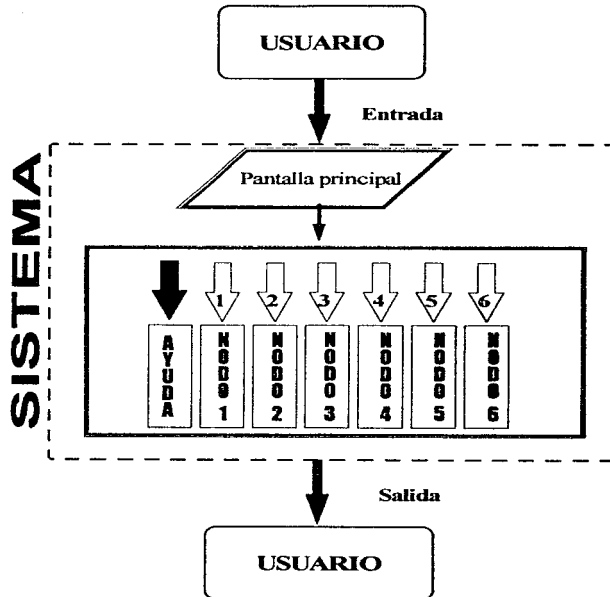 USUARIO
Entrada
SISTEMA
Pantalla principal
1 2 3 4 5 6
AYUDA
NODO 1
NODO 2
NODO 3
NODO 4
NODO 5
NODO 6
Salida
USUARIO